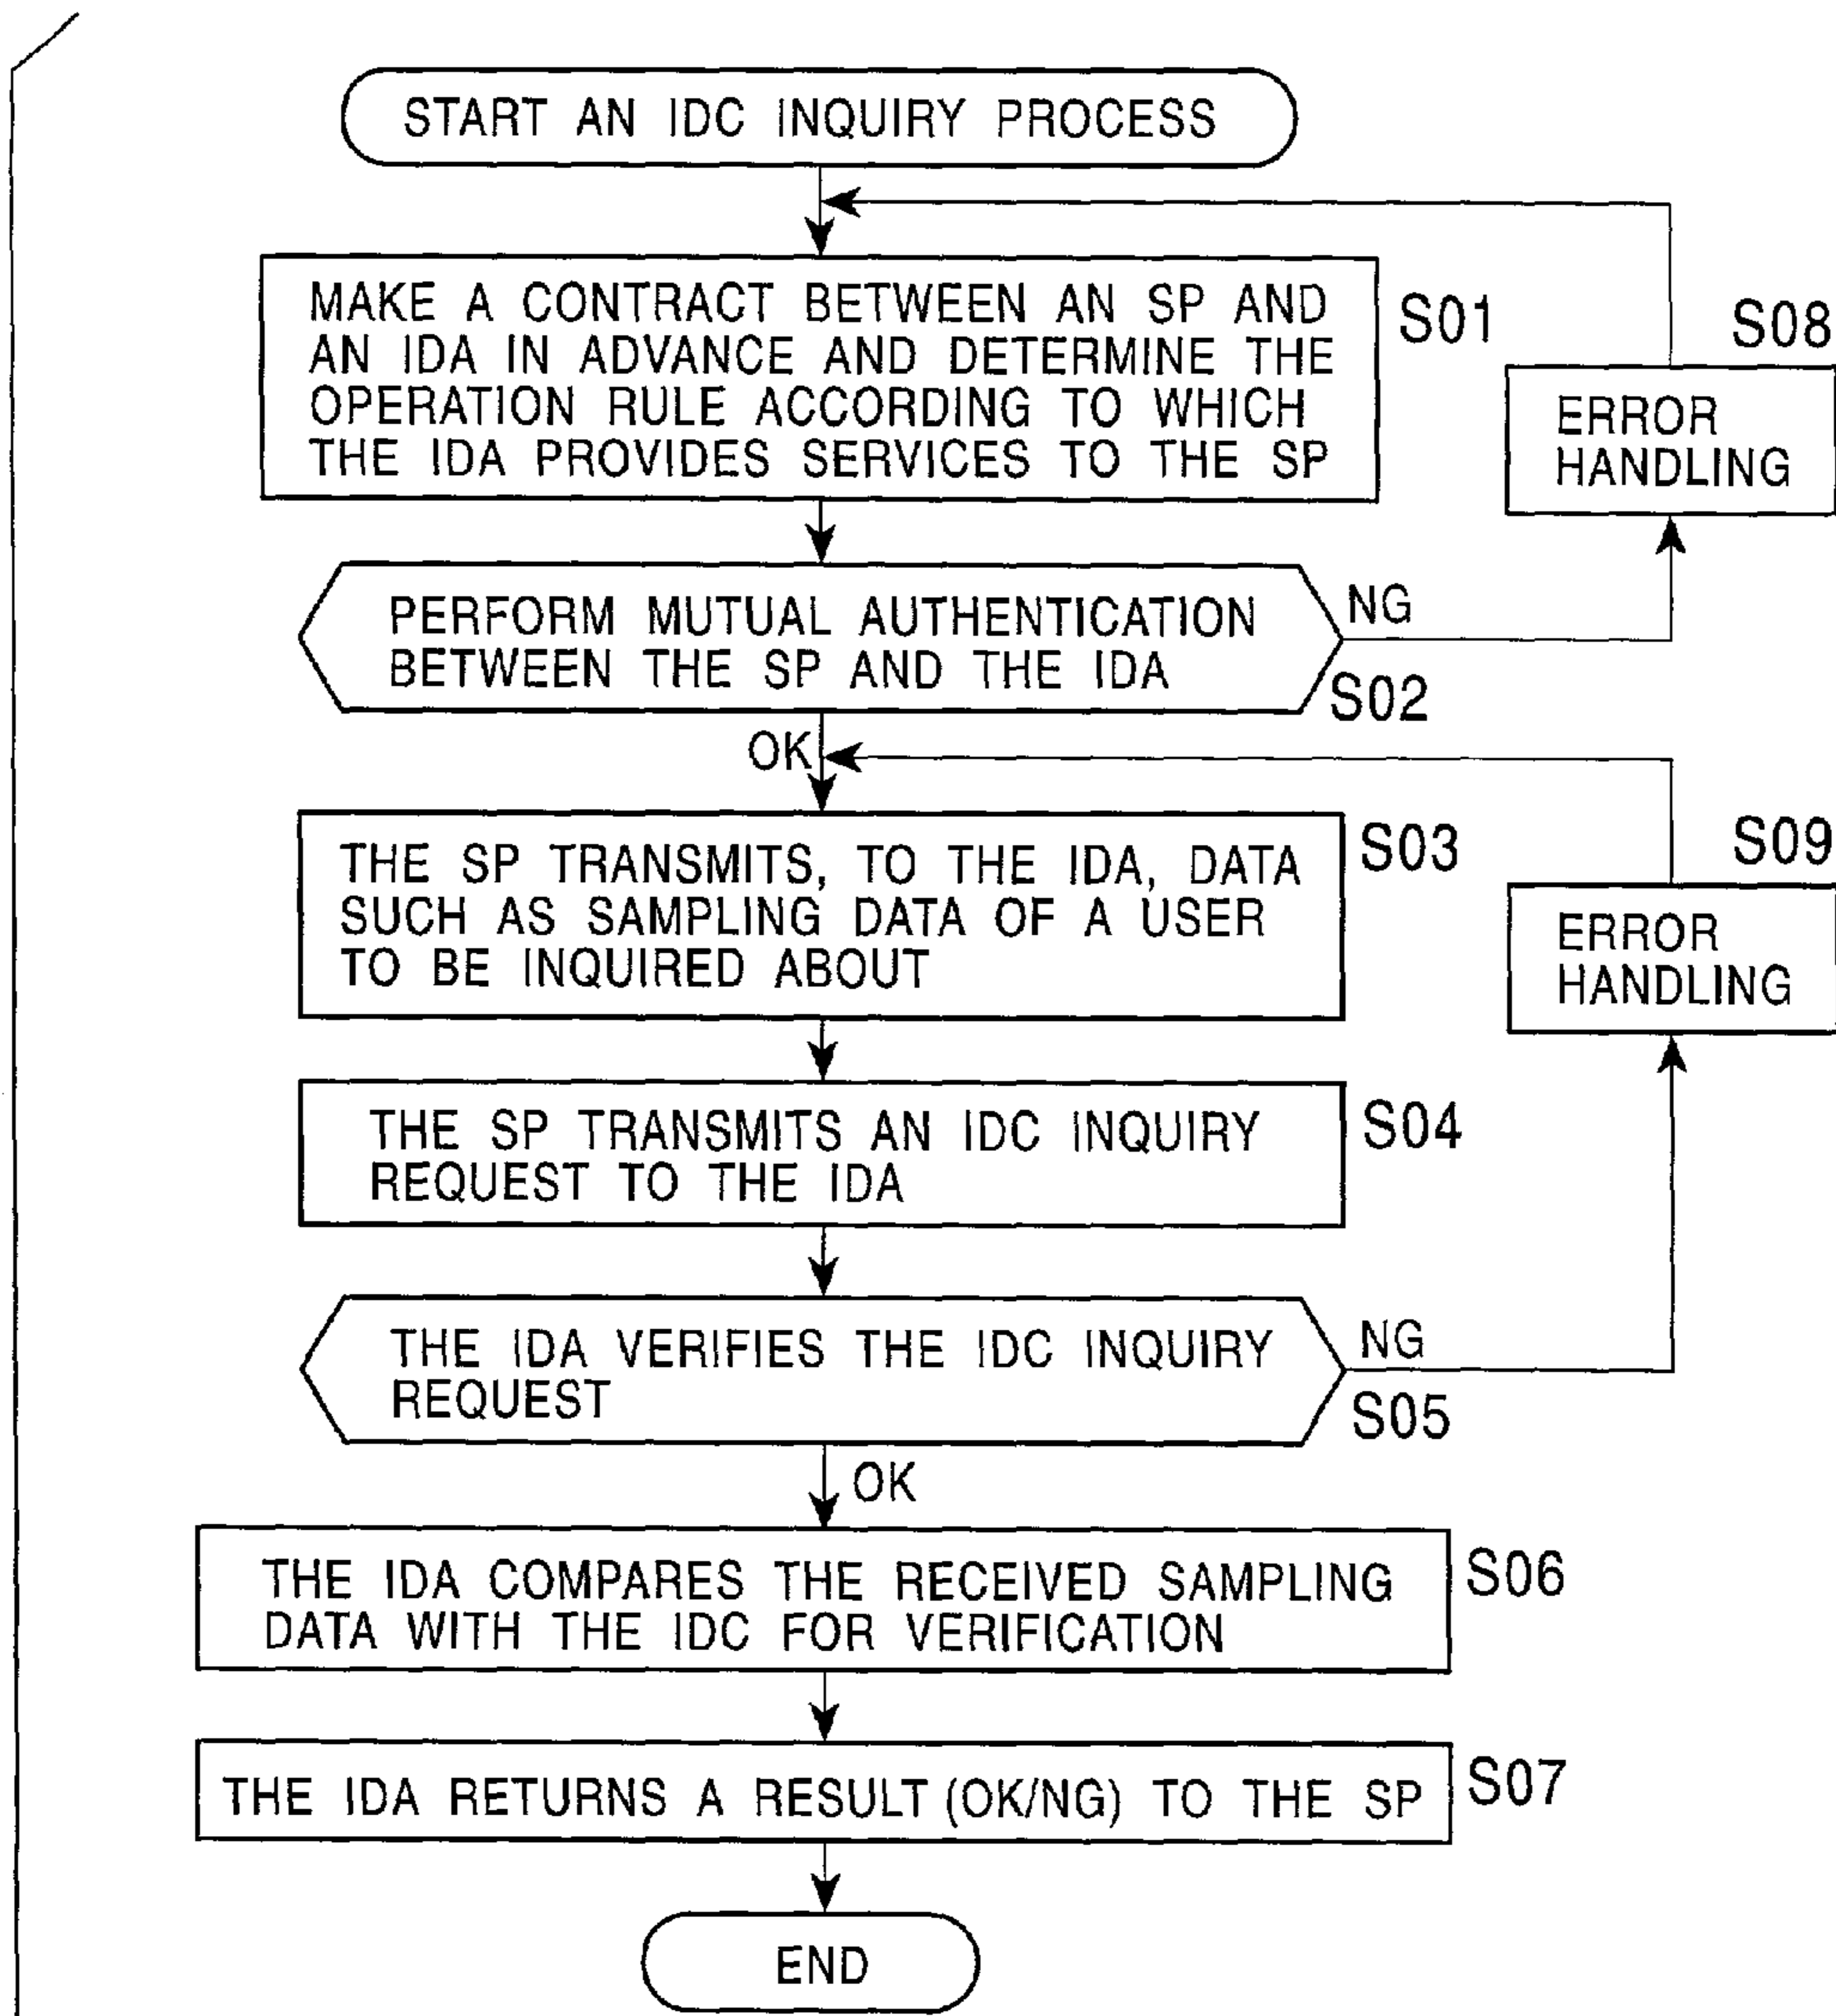 START AN IDC INQUIRY PROCESS
MAKE A CONTRACT BETWEEN AN SP AND
AN IDA IN ADVANCE AND DETERMINE THE
OPERATION RULE ACCORDING TO WHICH
THE IDA PROVIDES SERVICES TO THE SP
S01
S08
ERROR
HANDLING
PERFORM MUTUAL AUTHENTICATION
BETWEEN THE SP AND THE IDA
NG
S02
OK
THE SP TRANSMITS, TO THE IDA, DATA
SUCH AS SAMPLING DATA OF A USER
TO BE INQUIRED ABOUT
S03
S09
ERROR
HANDLING
THE SP TRANSMITS AN IDC INQUIRY
REQUEST TO THE IDA
S04
THE IDA VERIFIES THE IDC INQUIRY
REQUEST
NG
S05
OK
THE IDA COMPARES THE RECEIVED SAMPLING
DATA WITH THE IDC FOR VERIFICATION
S06
THE IDA RETURNS A RESULT (OK/NG) TO THE SP
S07
END